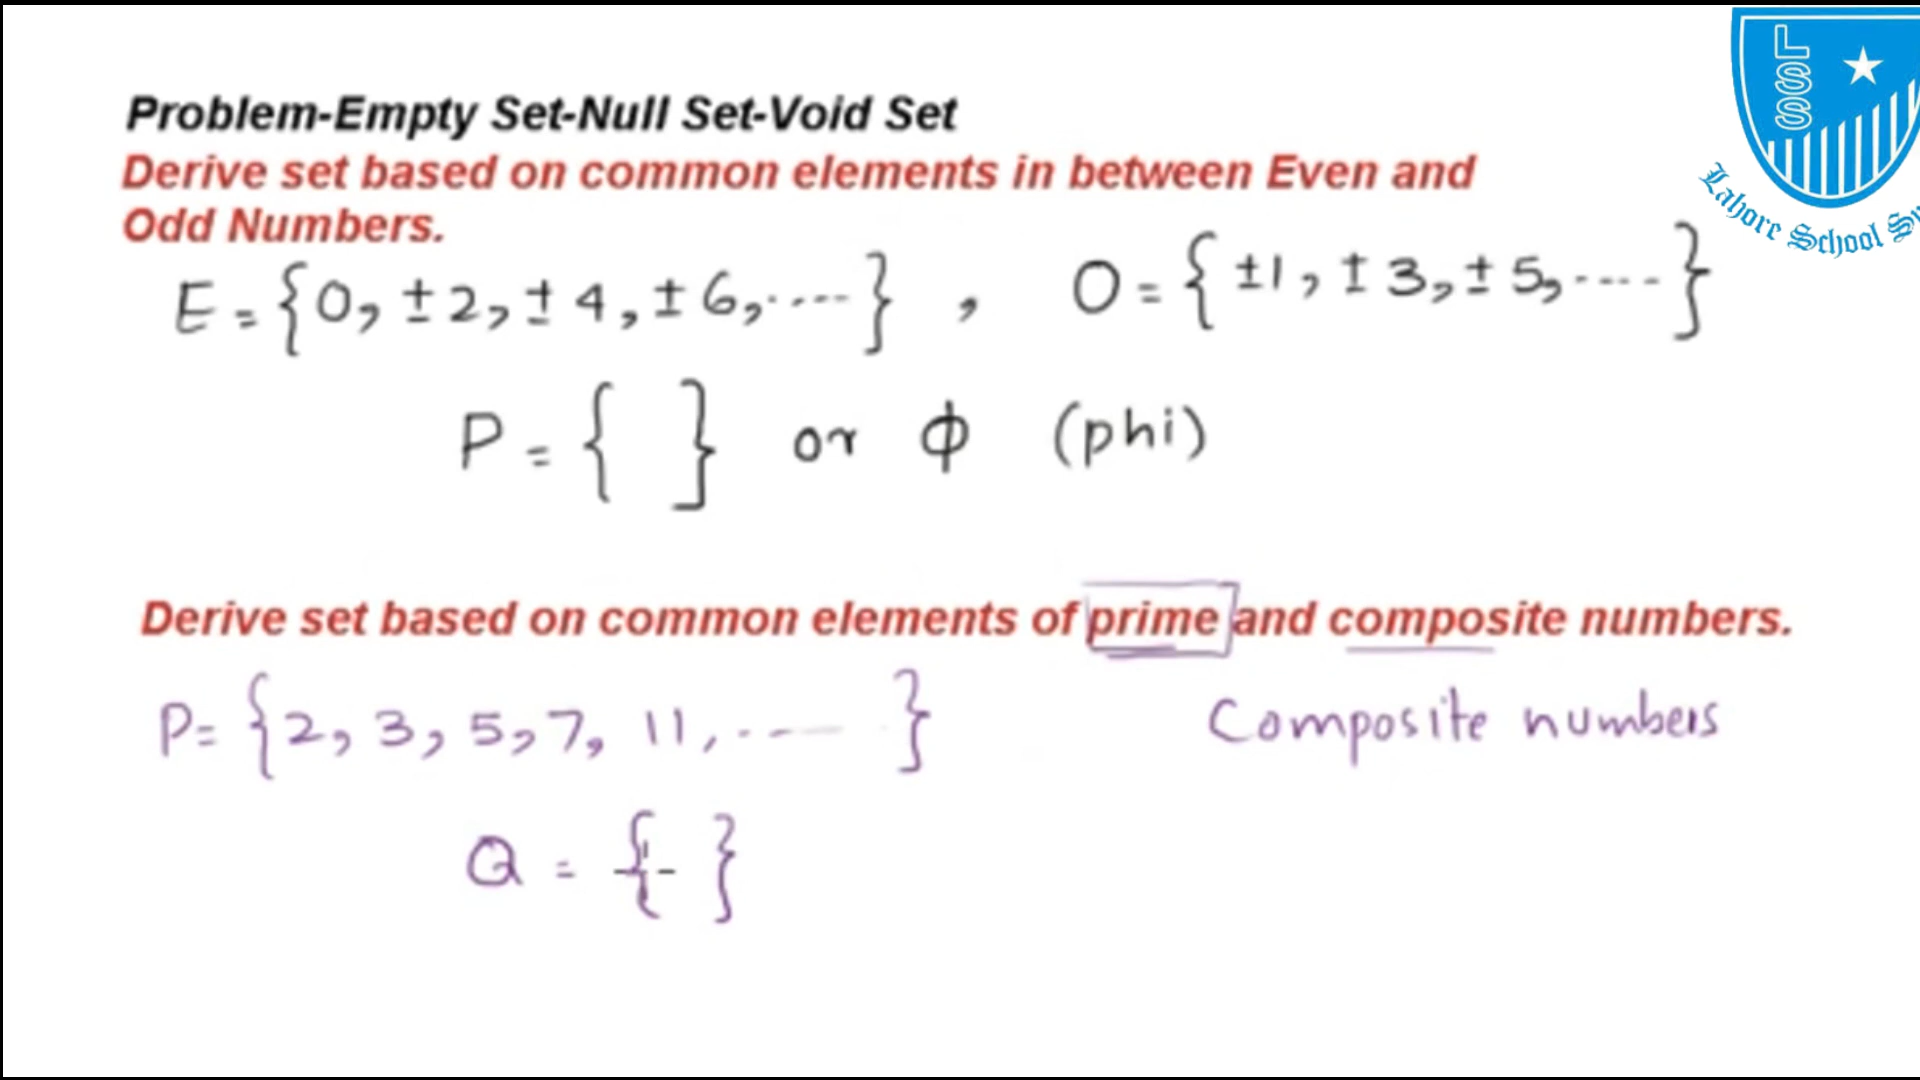 LSS
Lahore School Sy
Problem-Empty Set-Null Set-Void Set
Derive set based on common elements in between Even and
Odd Numbers.
E = {0, ±2, ±4, ±6, ....} , O = {±1, ±3, ±5, ....}
P = { } or ϕ (phi)
Derive set based on common elements of prime and composite numbers.
P = {2, 3, 5, 7, 11, .... } Composite numbers
Q = { }